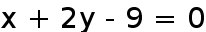 x + 2y - 9 = 0